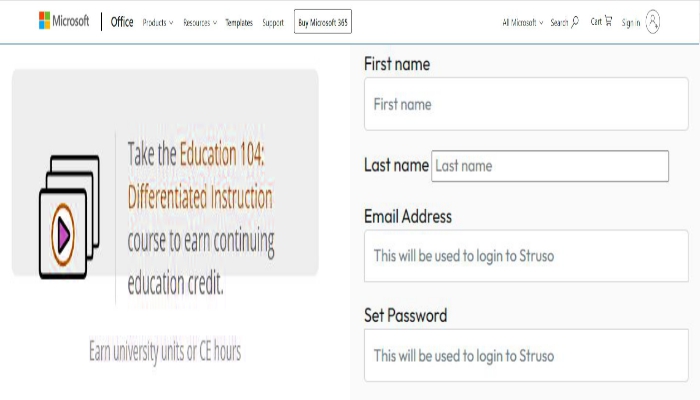 Microsoft Office Products Resources Templates Support Buy Microsoft 365 All Microsoft Search Cart Sign in
Take the Education 104:
Differentiated Instruction
course to earn continuing
education credit.
Earn university units or CE hours
First name
First name
Last name Last name
Email Address
This will be used to login to Struso
Set Password
This will be used to login to Struso